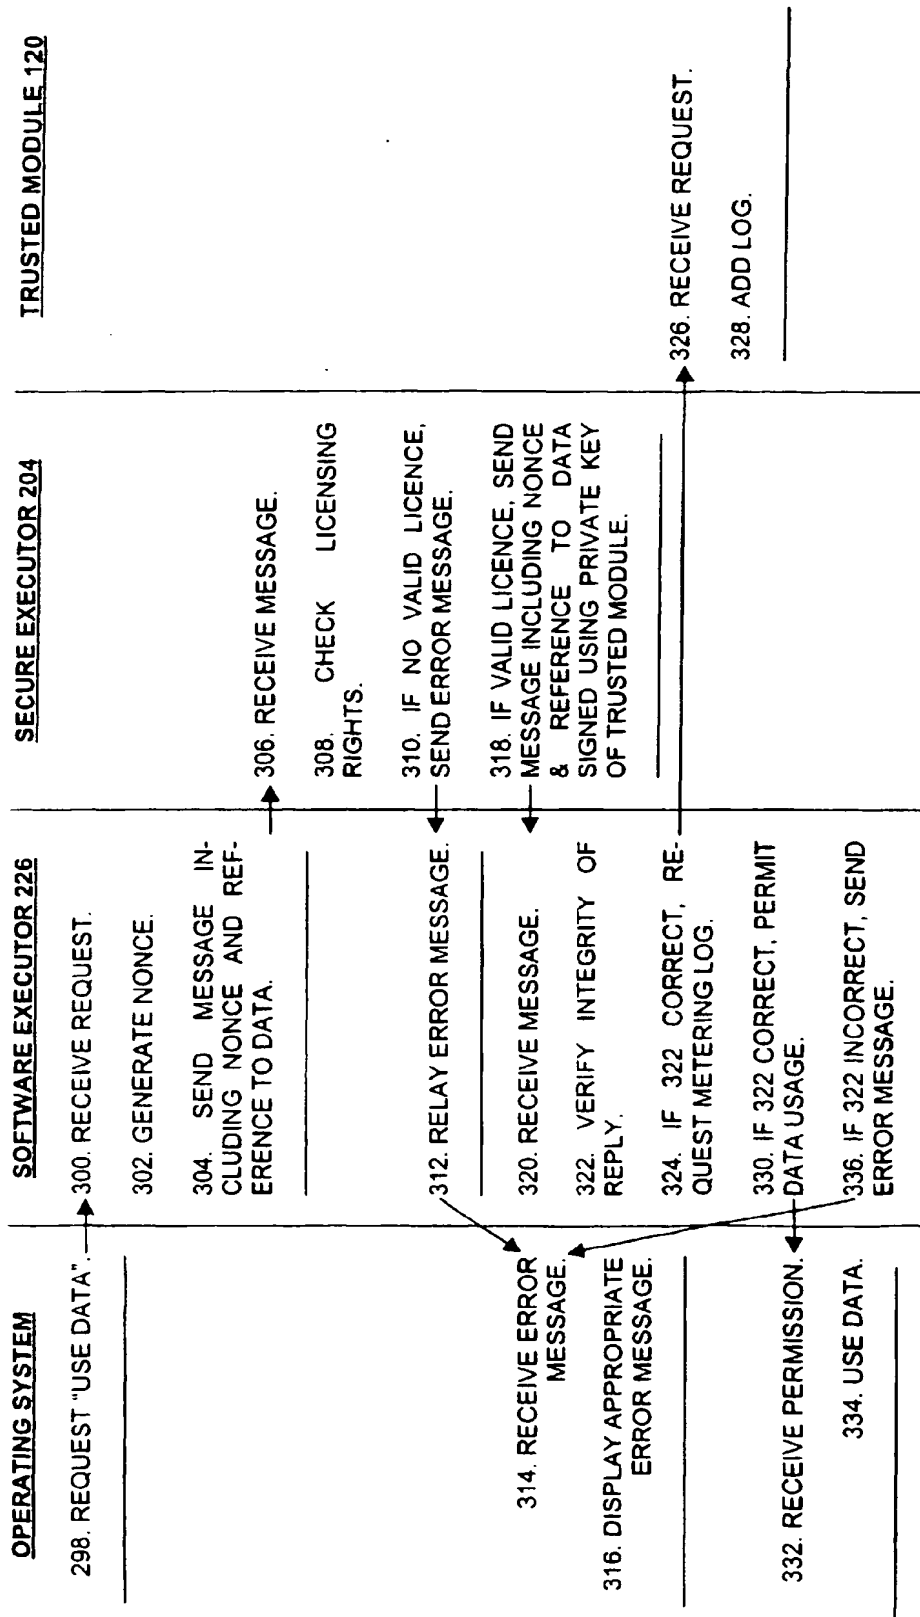 OPERATING SYSTEM
298. REQUEST "USE DATA".
314. RECEIVE ERROR
MESSAGE.
316. DISPLAY APPROPRIATE
ERROR MESSAGE.
332. RECEIVE PERMISSION.
334. USE DATA.
SOFTWARE EXECUTOR 226
300. RECEIVE REQUEST.
302. GENERATE NONCE.
304. SEND MESSAGE IN-
CLUDING NONCE AND REF-
ERENCE TO DATA.
312. RELAY ERROR MESSAGE.
320. RECEIVE MESSAGE.
322. VERIFY INTEGRITY OF
REPLY.
324. IF 322 CORRECT, RE-
QUEST METERING LOG.
330. IF 322 CORRECT, PERMIT
DATA USAGE.
336. IF 322 INCORRECT, SEND
ERROR MESSAGE.
SECURE EXECUTOR 204
306. RECEIVE MESSAGE.
308. CHECK LICENSING
RIGHTS.
310. IF NO VALID LICENCE,
SEND ERROR MESSAGE.
318. IF VALID LICENCE, SEND
MESSAGE INCLUDING NONCE
& REFERENCE TO DATA
SIGNED USING PRIVATE KEY
OF TRUSTED MODULE.
TRUSTED MODULE 120
326. RECEIVE REQUEST.
328. ADD LOG.